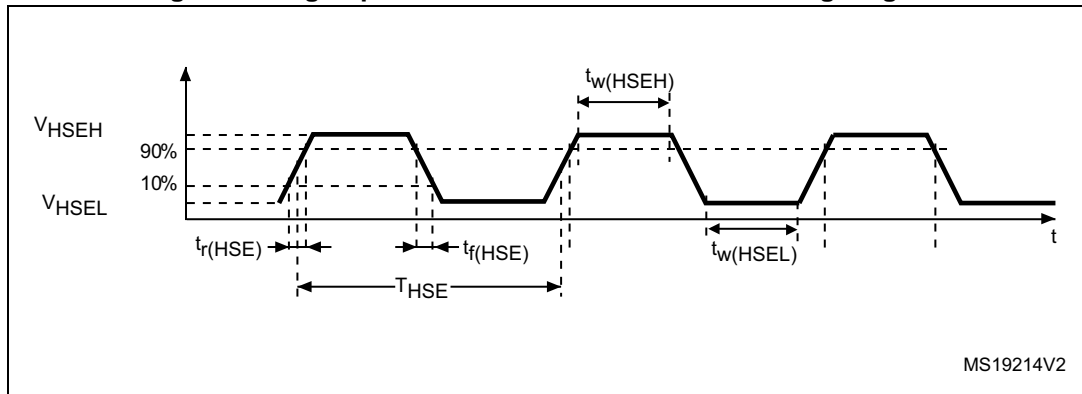 tw(HSEH)
VHSEH
90%
10%
VHSEL
tr(HSE)
tf(HSE)
tw(HSEL)
t
THSE
MS19214V2